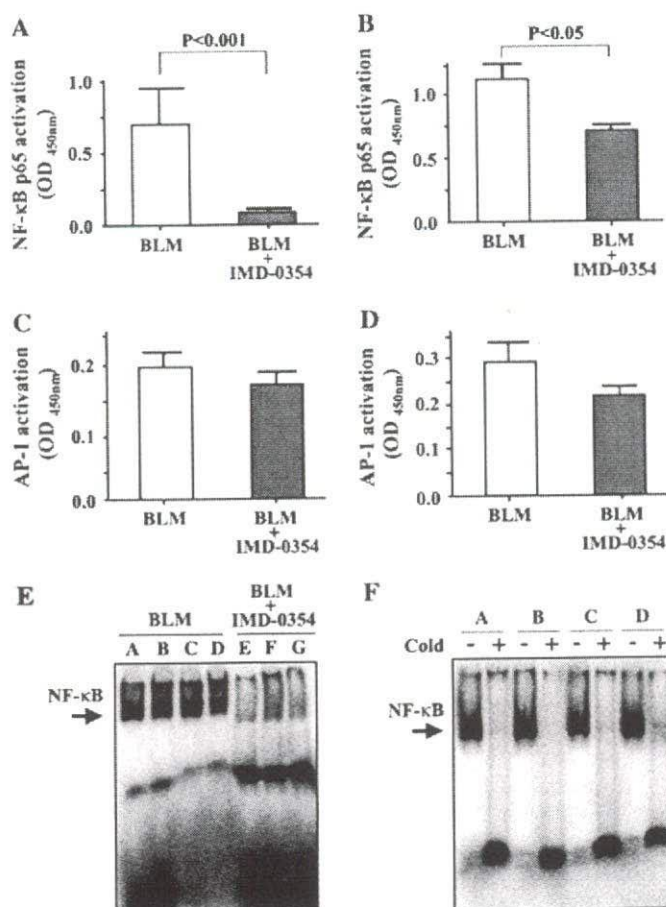 A
P<0.001
NF-κB p65 activation
(OD 450nm)
1.0
0.5
0.0
BLM
BLM
+
IMD-0354
B
P<0.05
NF-κB p65 activation
(OD 450nm)
1.0
0.5
0.0
BLM
BLM
+
IMD-0354
C
AP-1 activation
(OD 450nm)
0.2
0.1
0.0
BLM
BLM
+
IMD-0354
D
AP-1 activation
(OD 450nm)
0.3
0.2
0.1
0.0
BLM
BLM
+
IMD-0354
E
BLM
BLM
+
IMD-0354
A B C D E F G
NF-κB
F
A B C D
Cold - + - + - + - +
NF-κB